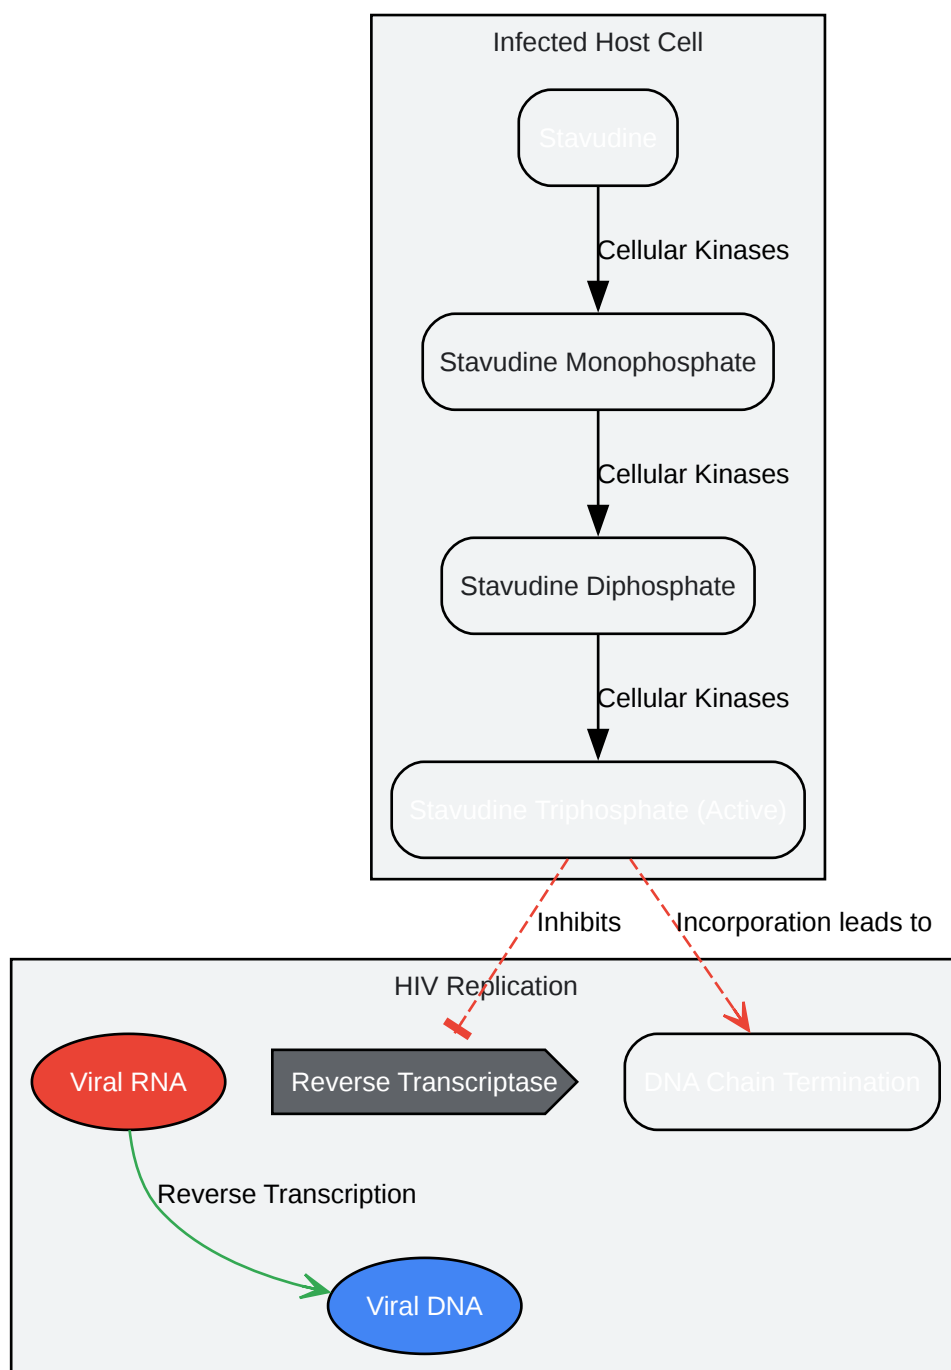 Infected Host Cell
Stavudine
Cellular Kinases
Stavudine Monophosphate
Cellular Kinases
Stavudine Diphosphate
Cellular Kinases
Stavudine Triphosphate (Active)
Inhibits
Incorporation leads to
HIV Replication
Viral RNA
Reverse Transcriptase
DNA Chain Termination
Reverse Transcription
Viral DNA